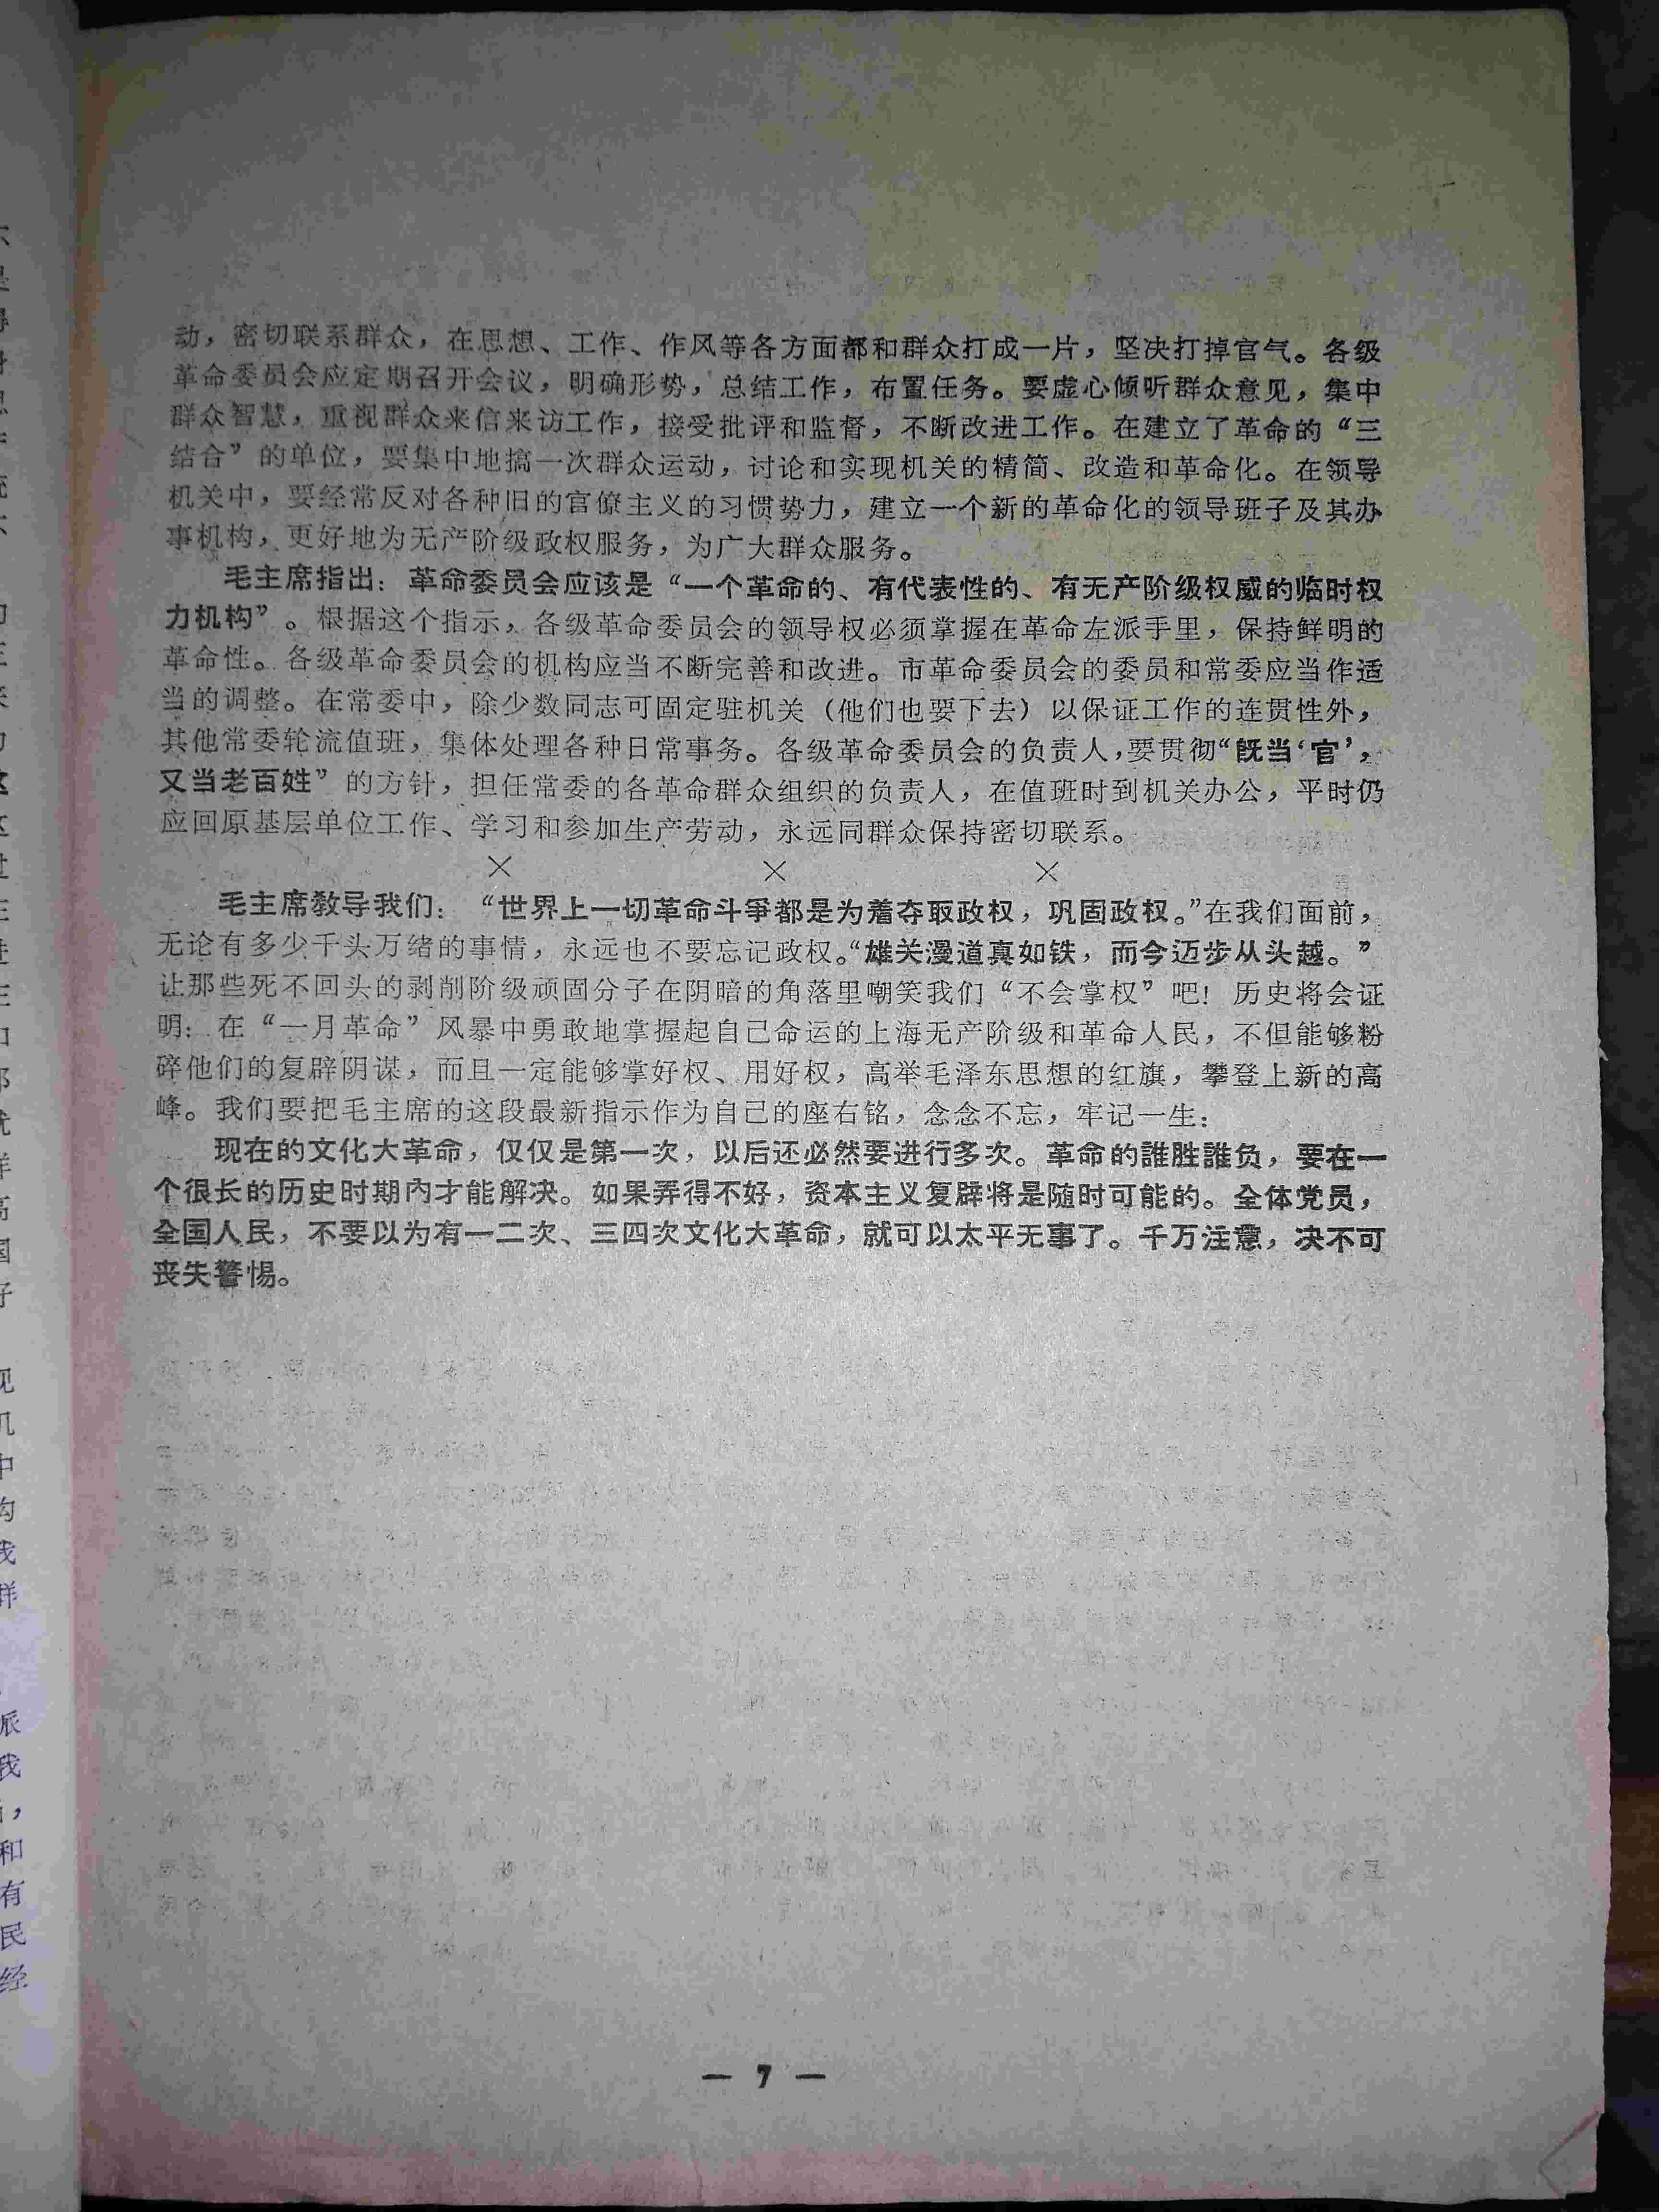 动，密切联系群众，在思想、工作、作风等各方面都和群众打成一片，坚决打掉官气。各级
革命委员会应定期召开会议，明确形势，总结工作，布置任务。要虚心倾听群众意见，集中
群众智慧，重视群众来信来访工作，接受批评和监督，不断改进工作。在建立了革命的“三
结合”的单位，要集中地搞一次群众运动，讨论和实现机关的精简、改造和革命化。在领导
机关中，要经常反对各种旧的官僚主义的习惯势力，建立一个新的革命化的领导班子及其办
事机构，更好地为无产阶级政权服务，为广大群众服务。
毛主席指出：革命委员会应该是“一个革命的、有代表性的、有无产阶级权威的临时权
力机构”。根据这个指示，各级革命委员会的领导权必须掌握在革命左派手里，保持鲜明的
革命性。各级革命委员会的机构应当不断完善和改进。市革命委员会的委员和常委应当作适
当的调整。在常委中，除少数同志可固定驻机关（他们也要下去）以保证工作的连贯性外，
其他常委轮流值班，集体处理各种日常事务。各级革命委员会的负责人，要贯彻“既当‘官’，
又当老百姓”的方针，担任常委的各革命群众组织的负责人，在值班时到机关办公，平时仍
应回原基层单位工作、学习和参加生产劳动，永远同群众保持密切联系。
× × ×
毛主席教导我们：“世界上一切革命斗爭都是为着夺取政权，巩固政权。”在我们面前，
无论有多少千头万绪的事情，永远也不要忘记政权。“雄关漫道真如铁，而今迈步从头越。”
让那些死不回头的剥削阶级顽固分子在阴暗的角落里嘲笑我们“不会掌权”吧！历史将会证
明：在“一月革命”风暴中勇敢地掌握起自己命运的上海无产阶级和革命人民，不但能够粉
碎他们的复辟阴谋，而且一定能够掌好权、用好权，高举毛泽东思想的红旗，攀登上新的高
峰。我们要把毛主席的这段最新指示作为自己的座右铭，念念不忘，牢记一生：
现在的文化大革命，仅仅是第一次，以后还必然要进行多次。革命的誰胜誰负，要在一
个很长的历史时期內才能解决。如果弄得不好，资本主义复辟将是随时可能的。全体党员，
全国人民，不要以为有一二次、三四次文化大革命，就可以太平无事了。千万注意，决不可
丧失警惕。
— 7 —